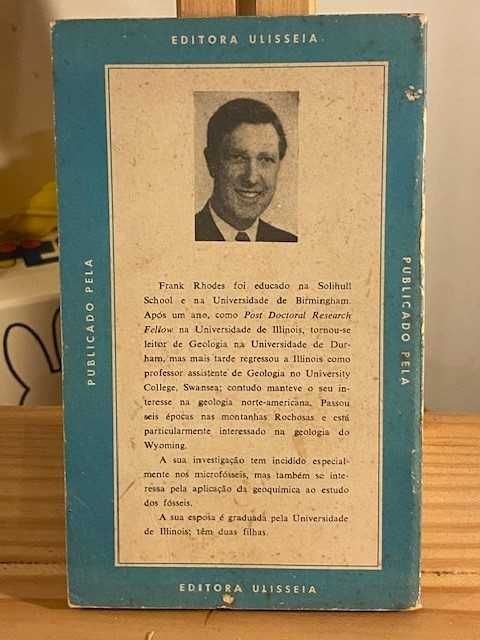 EDITORA ULISSEIA
PUBLICADO PELA
PUBLICADO PELA
Frank Rhodes foi educado na Solihull
School e na Universidade de Birmingham.
Após um ano, como Post Doctoral Research
Fellow na Universidade de Illinois, tornou-se
leitor de Geologia na Universidade de Dur-
ham, mas mais tarde regressou a Illinois como
professor assistente de Geologia no University
College, Swansea; contudo manteve o seu in-
teresse na geologia norte-americana. Passou
seis épocas nas montanhas Rochosas e está
particularmente interessado na geologia do
Wyoming.
A sua investigação tem incidido especial-
mente nos microfósseis, mas também se inte-
ressa pela aplicação da geoquímica ao estudo
dos fósseis.
A sua esposa é graduada pela Universidade
de Illinois; têm duas filhas.
EDITORA ULISSEIA